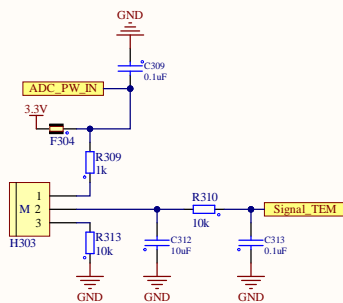 GND
C309
0.1uF
ADC_PW_IN
3.3V
F304
R309
1k
1
M 2
3
H303
R310
10k
Signal_TEM
R313
10k
C312
10uF
C313
0.1uF
GND
GND
GND